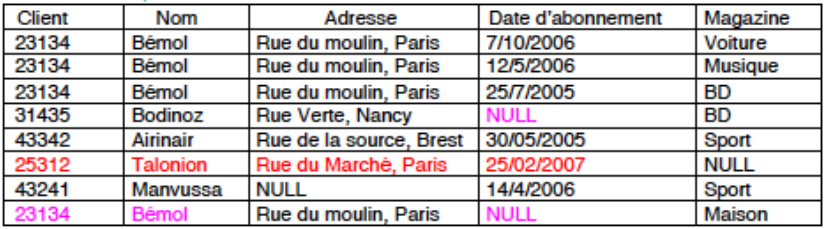 Client Nom Adresse Date d'abonnement Magazine
23134 Bémol Rue du moulin, Paris 7/10/2006 Voiture
23134 Bémol Rue du moulin, Paris 12/5/2006 Musique
23134 Bémol Rue du moulin, Paris 25/7/2005 BD
31435 Bodinoz Rue Verte, Nancy NULL BD
43342 Airinair Rue de la source, Brest 30/05/2005 Sport
25312 Talonion Rue du Marché, Paris 25/02/2007 NULL
43241 Manvussa NULL 14/4/2006 Sport
23134 Bémol Rue du moulin, Paris NULL Maison